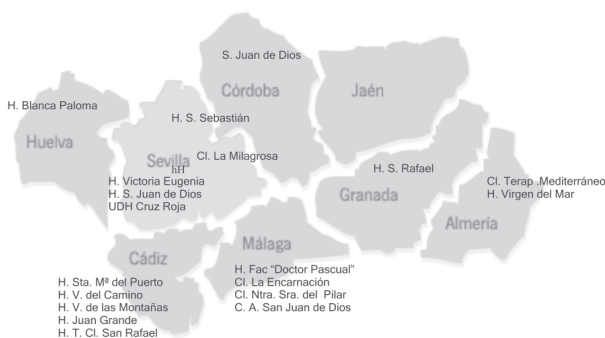 S. Juan de Dios
Córdoba
Jaén
H. Blanca Paloma
Huelva
H. S. Sebastián
Cl. La Milagrosa
Sevilla
hH
H. Victoria Eugenia
H. S. Juan de Dios
UDH Cruz Roja
H. S. Rafael
Granada
Cl. Terap .Mediterráneo
H. Virgen del Mar
Almería
Cádiz
H. Sta. Mª del Puerto
H. V. del Camino
H. V. de las Montañas
H. Juan Grande
H. T. Cl. San Rafael
Málaga
H. Fac “Doctor Pascual”
Cl. La Encarnación
Cl. Ntra. Sra. del Pilar
C. A. San Juan de Dios